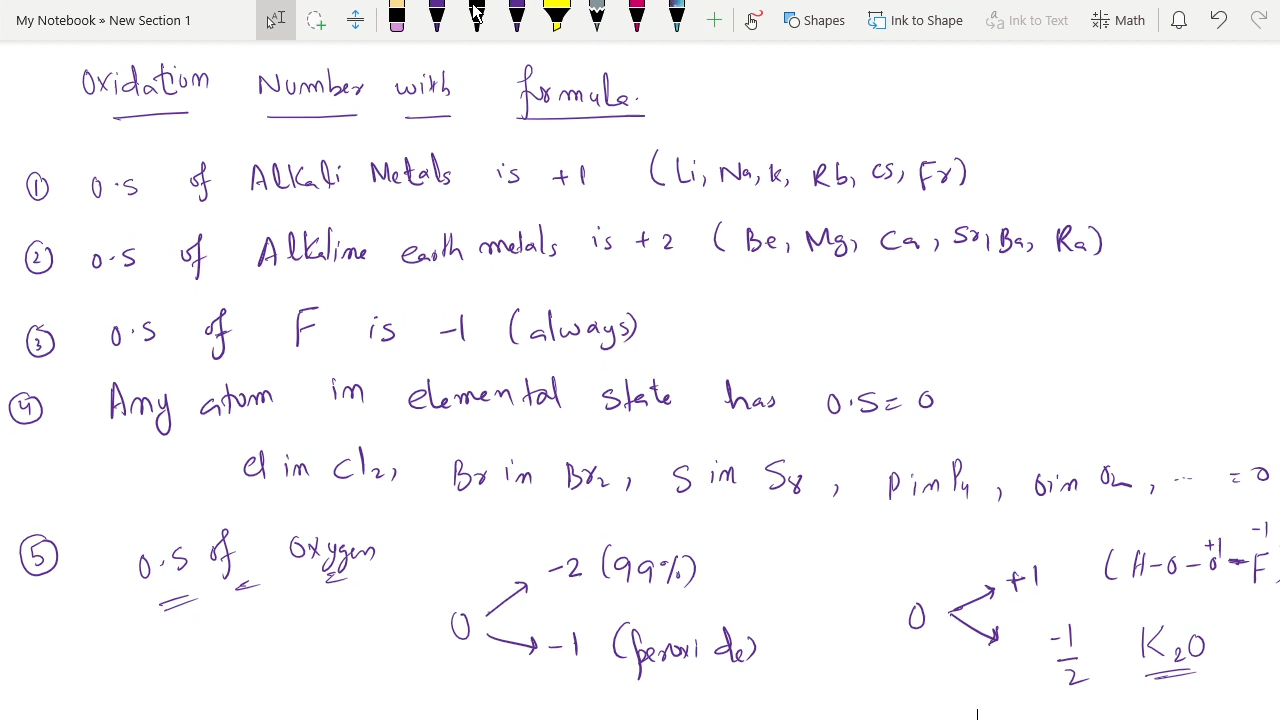 My Notebook » New Section 1 Shapes Ink to Shape Ink to Text Math
Oxidation Number with formula.
① O.S of Alkali Metals is +1 (Li, Na, K, Rb, Cs, Fr)
② O.S of Alkaline earth metals is +2 (Be, Mg, Ca, Sr, Ba, Ra)
③ O.S of F is -1 (always)
④ Any atom in elemental state has O.S = 0
Cl in Cl2, Br in Br2, S in S8, P in P4, O in O2, ... = 0
⑤ O.S of Oxygen
O -2 (99%)
-1 (peroxide)
O +1 (H-O-O-F) +1 -1
-1/2 K2O